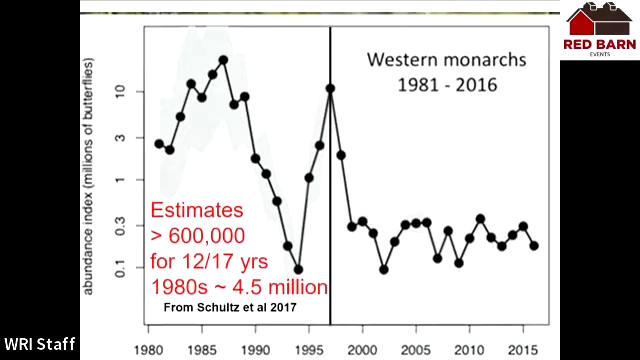 RED BARN
EVENTS
Western monarchs
1981 - 2016
abundance index (millions of butterflies)
10
3
1
0.3
0.1
Estimates
> 600,000
for 12/17 yrs
1980s ~ 4.5 million
From Schultz et al 2017
WRI Staff
1980
1985
1990
1995
2000
2005
2010
2015